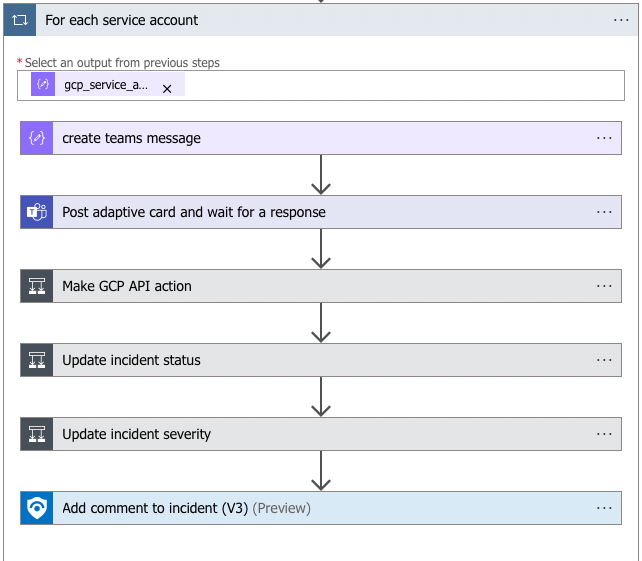 For each service account
* Select an output from previous steps
gcp_service_a...
create teams message
Post adaptive card and wait for a response
Make GCP API action
Update incident status
Update incident severity
Add comment to incident (V3) (Preview)